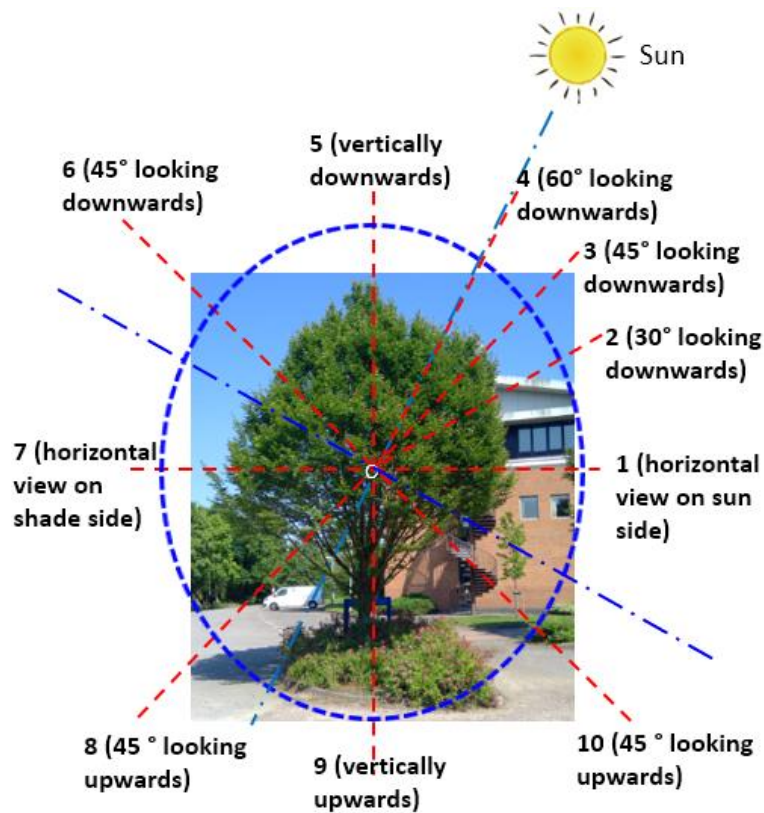 Sun
5 (vertically
downwards)
6 (45° looking
downwards)
4 (60° looking
downwards)
3 (45° looking
downwards)
2 (30° looking
downwards)
7 (horizontal
view on
shade side)
C
1 (horizontal
view on sun
side)
8 (45 ° looking
upwards)
9 (vertically
upwards)
10 (45 ° looking
upwards)